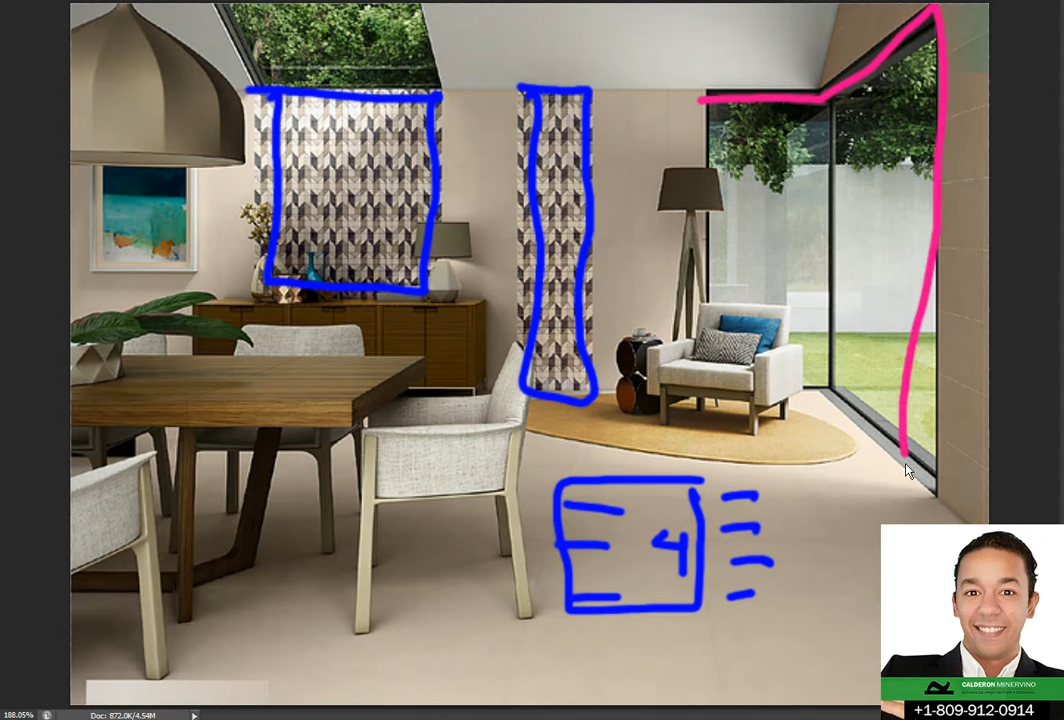 4
188.05%
Doc: 872.0K/4.54M
CALDERON MINERVINO
+1-809-912-0914